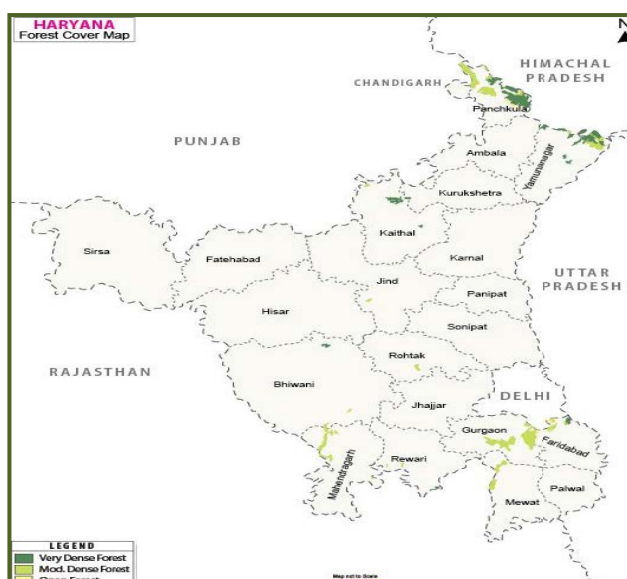 HARYANA
Forest Cover Map
N
HIMACHAL
PRADESH
CHANDIGARH
Panchkula
PUNJAB
Ambala
Yamunanagar
Kurukshetra
Kaithal
Sirsa
Fatehabad
Karnal
Jind
UTTAR
PRADESH
Hisar
Panipat
Sonipat
RAJASTHAN
Rohtak
Bhiwani
DELHI
Jhajjar
Gurgaon
Faridabad
Mahendragarh
Rewari
Mewat
Palwal
LEGEND
Very Dense Forest
Mod. Dense Forest
Open Forest
Map not to Scale